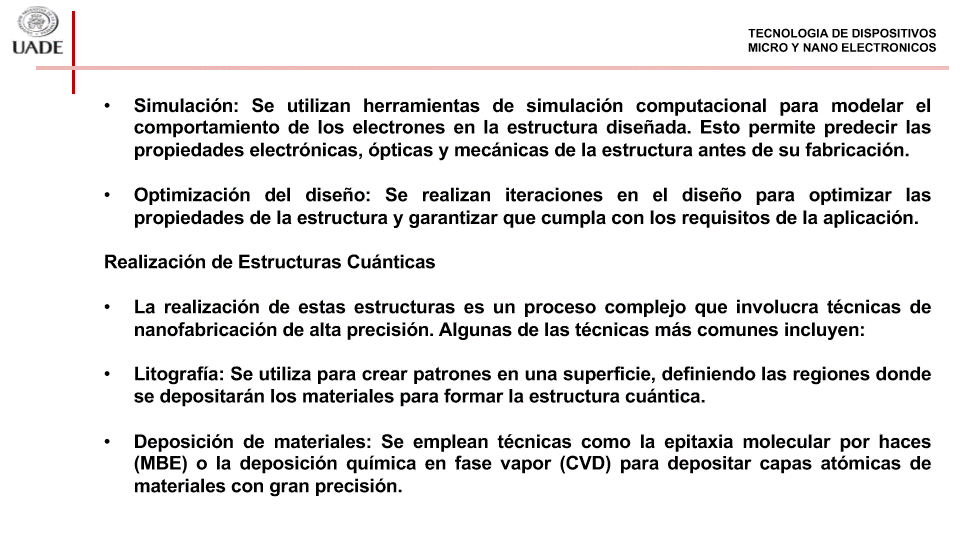 UADE
TECNOLOGIA DE DISPOSITIVOS
MICRO Y NANO ELECTRONICOS
• Simulación: Se utilizan herramientas de simulación computacional para modelar el
comportamiento de los electrones en la estructura diseñada. Esto permite predecir las
propiedades electrónicas, ópticas y mecánicas de la estructura antes de su fabricación.
• Optimización del diseño: Se realizan iteraciones en el diseño para optimizar las
propiedades de la estructura y garantizar que cumpla con los requisitos de la aplicación.
Realización de Estructuras Cuánticas
• La realización de estas estructuras es un proceso complejo que involucra técnicas de
nanofabricación de alta precisión. Algunas de las técnicas más comunes incluyen:
• Litografía: Se utiliza para crear patrones en una superficie, definiendo las regiones donde
se depositarán los materiales para formar la estructura cuántica.
• Deposición de materiales: Se emplean técnicas como la epitaxia molecular por haces
(MBE) o la deposición química en fase vapor (CVD) para depositar capas atómicas de
materiales con gran precisión.